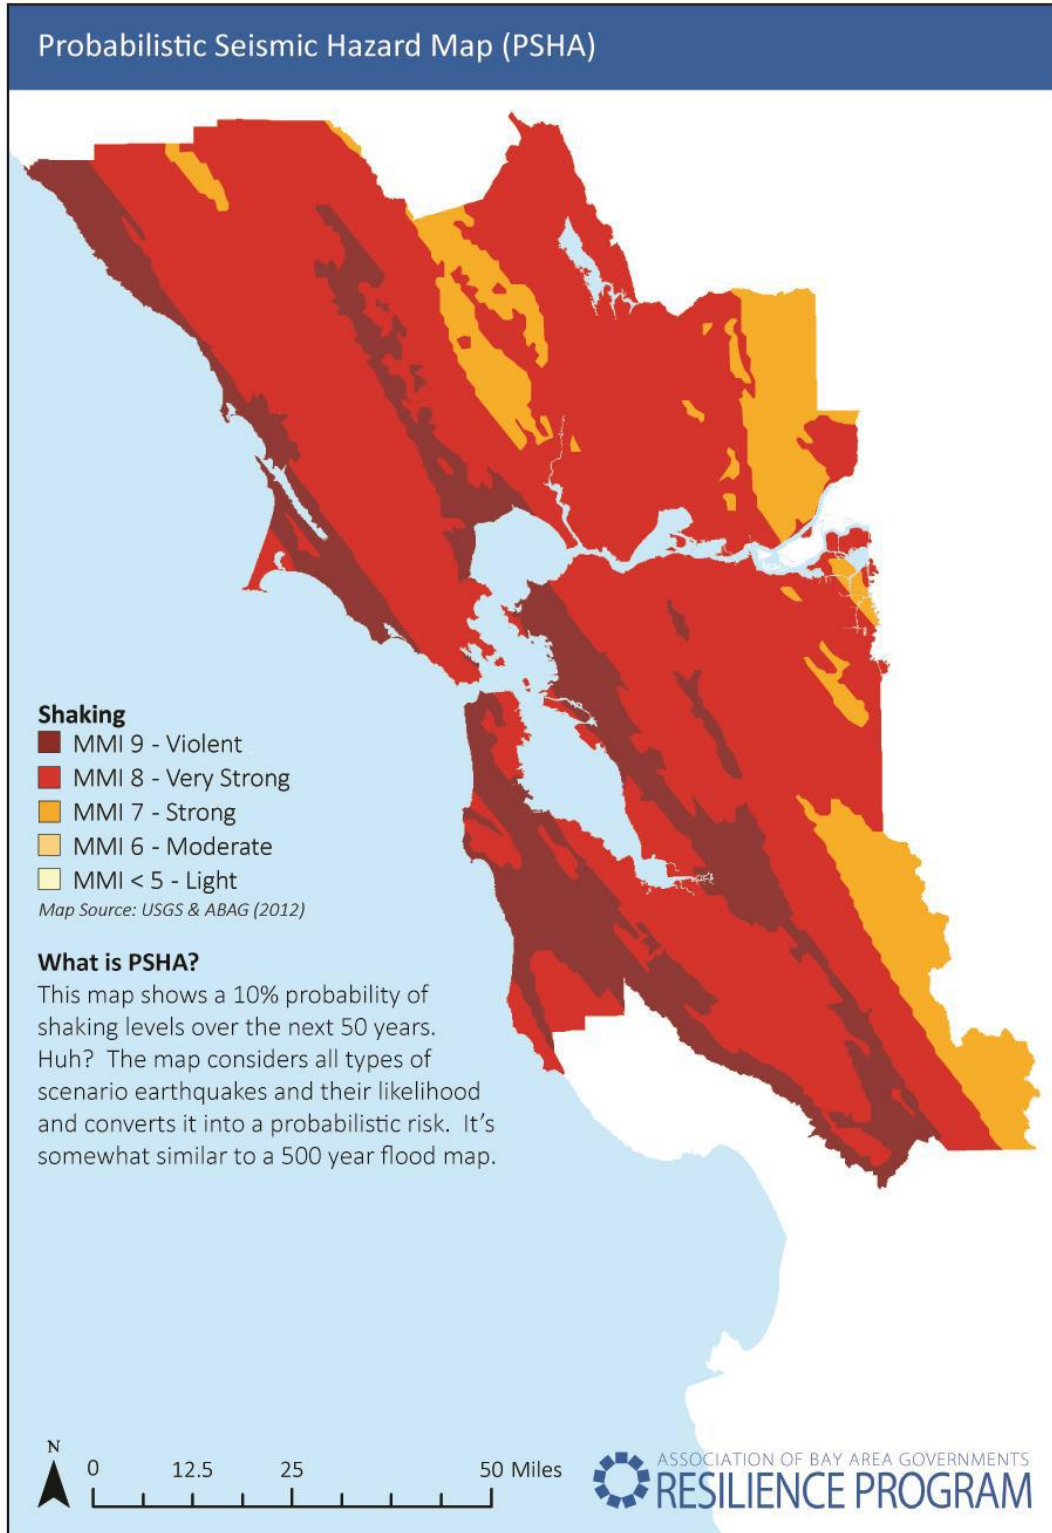 Probabilistic Seismic Hazard Map (PSHA)
Shaking
MMI 9 - Violent
MMI 8 - Very Strong
MMI 7 - Strong
MMI 6 - Moderate
MMI < 5 - Light
Map Source: USGS & ABAG (2012)
What is PSHA?
This map shows a 10% probability of
shaking levels over the next 50 years.
Huh? The map considers all types of
scenario earthquakes and their likelihood
and converts it into a probabilistic risk. It's
somewhat similar to a 500 year flood map.
N
0 12.5 25 50 Miles
ASSOCIATION OF BAY AREA GOVERNMENTS
RESILIENCE PROGRAM